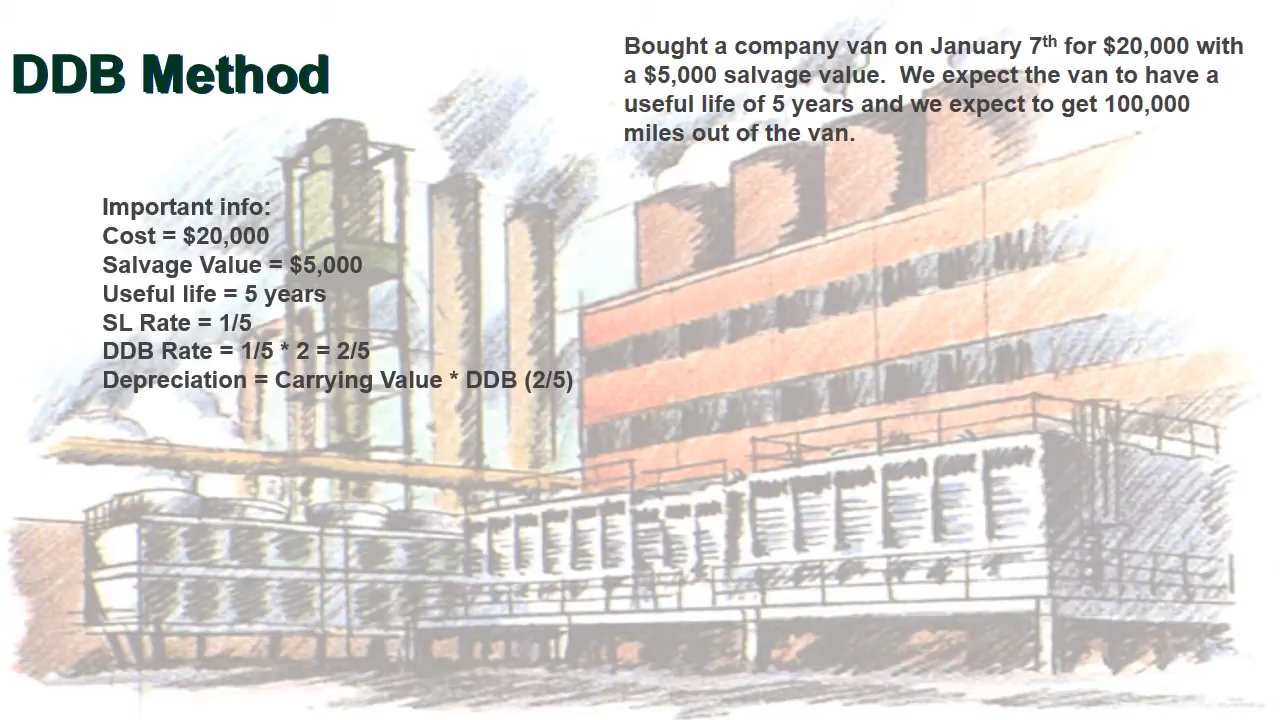 DDB Method
Bought a company van on January 7th for $20,000 with
a $5,000 salvage value.  We expect the van to have a
useful life of 5 years and we expect to get 100,000
miles out of the van.
Important info:
Cost = $20,000
Salvage Value = $5,000
Useful life = 5 years
SL Rate = 1/5
DDB Rate = 1/5 * 2 = 2/5
Depreciation = Carrying Value * DDB (2/5)